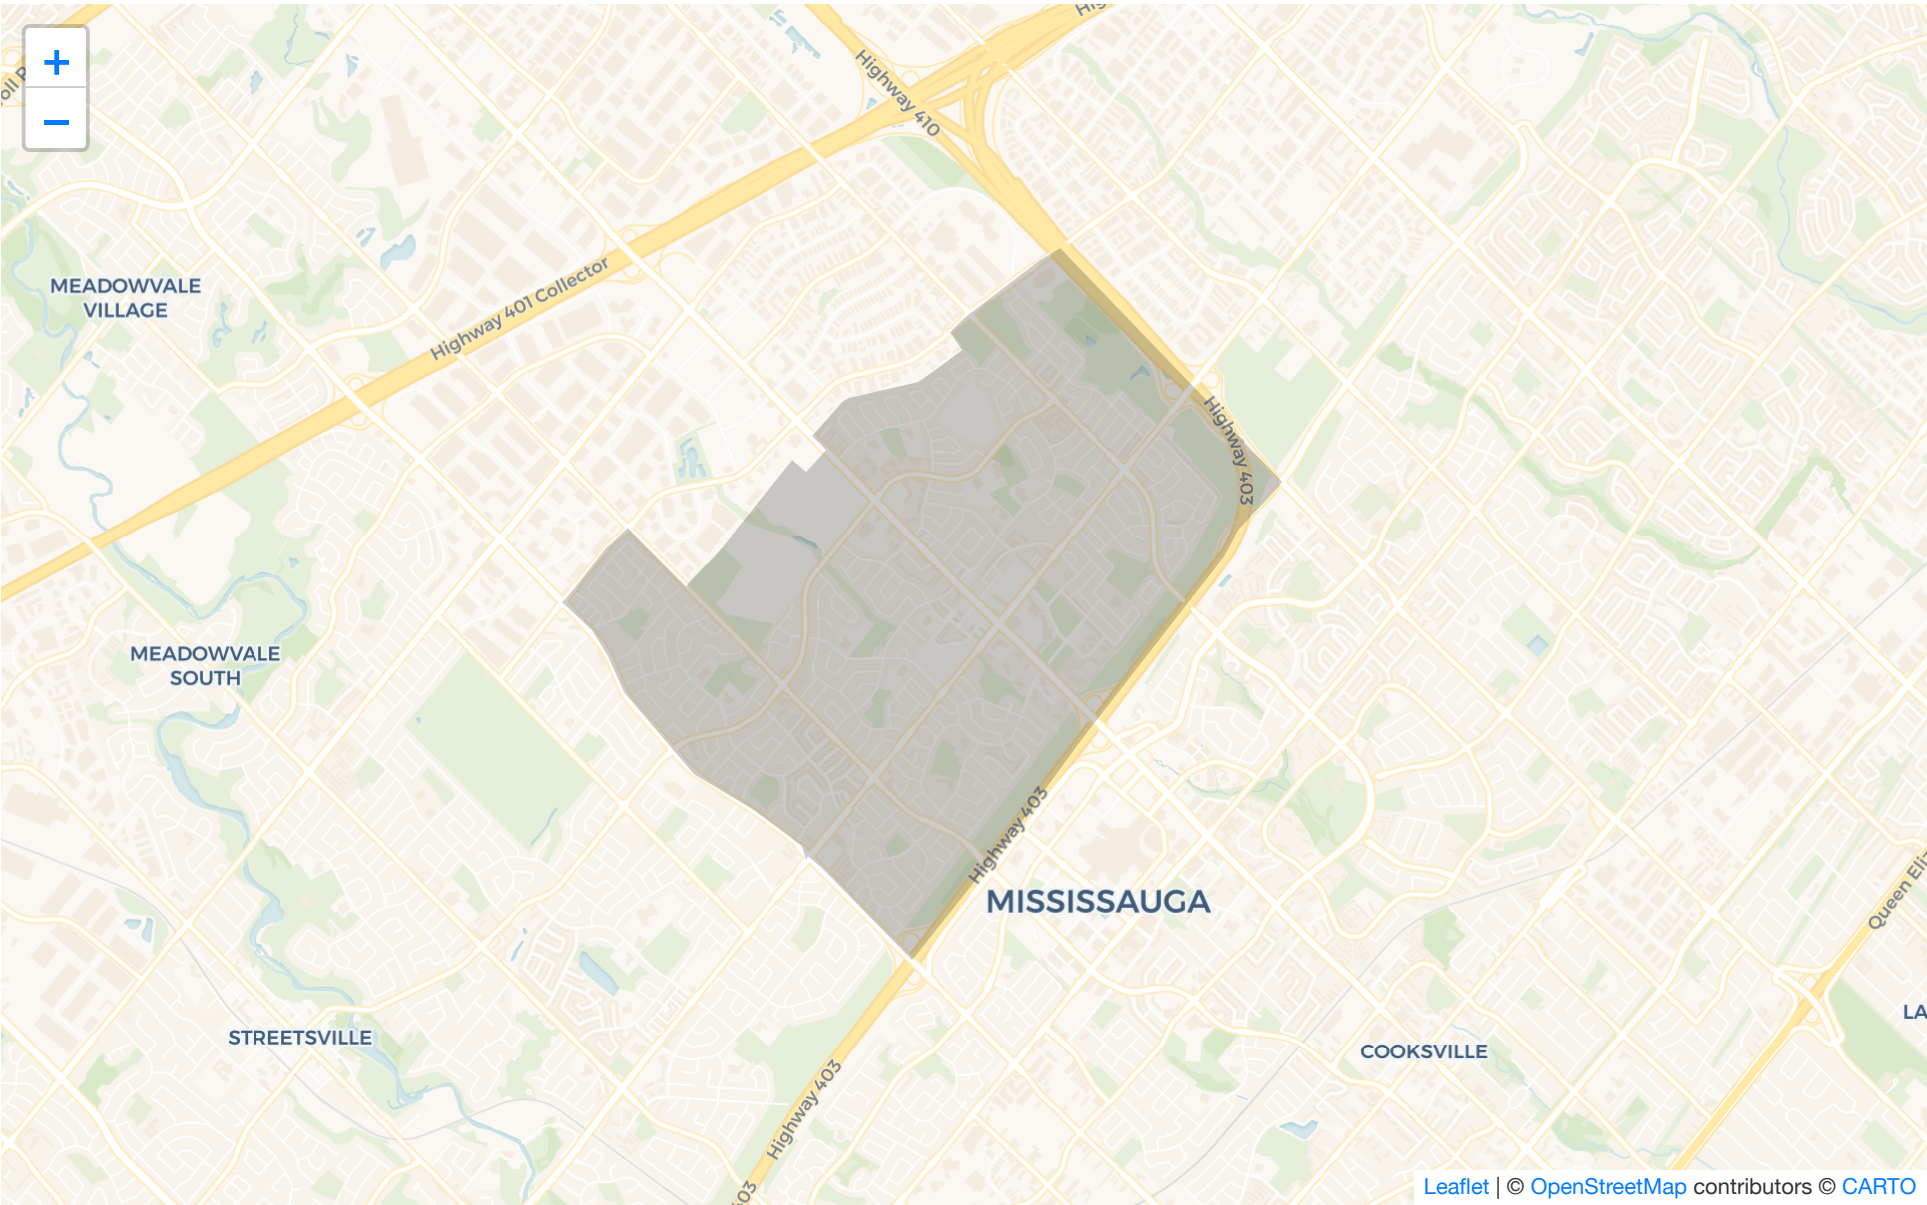 +
−
Highway 410
Highway 401 Collector
MEADOWVALE
VILLAGE
Highway 403
MEADOWVALE
SOUTH
Highway 403
MISSISSAUGA
STREETSVILLE
COOKSVILLE
Highway 403
Leaflet | © OpenStreetMap contributors © CARTO